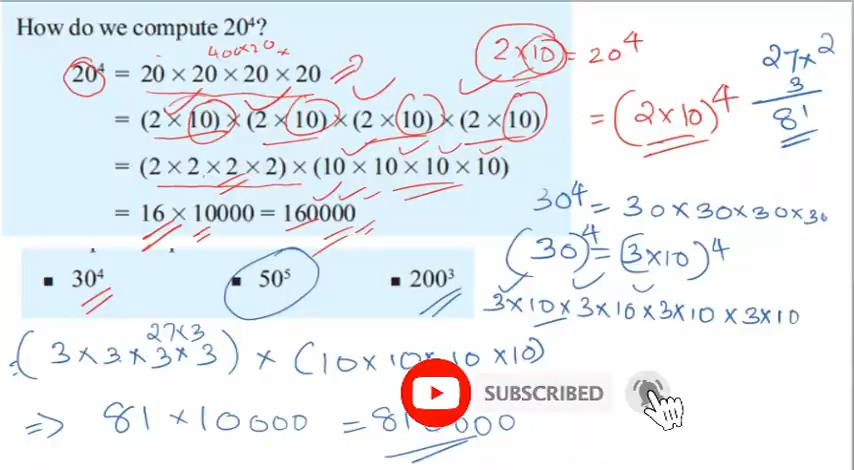 How do we compute 20⁴?
400×20×
20⁴ = 20 × 20 × 20 × 20
= (2 × 10) × (2 × 10) × (2 × 10) × (2 × 10)
= (2 × 2 × 2 × 2) × (10 × 10 × 10 × 10)
= 16 × 10000 = 160000
2 × 10 = 20⁴
= (2×10)⁴
27×²
3
81
30⁴ = 30×30×30×30
(30)⁴ = (3×10)⁴
3×10×3×10×3×10×3×10
▪ 30⁴ ▪ 50⁵ ▪ 200³
27×3
(3×3×3×3) × (10×10×10×10)
⇒ 81×10000 =
SUBSCRIBED